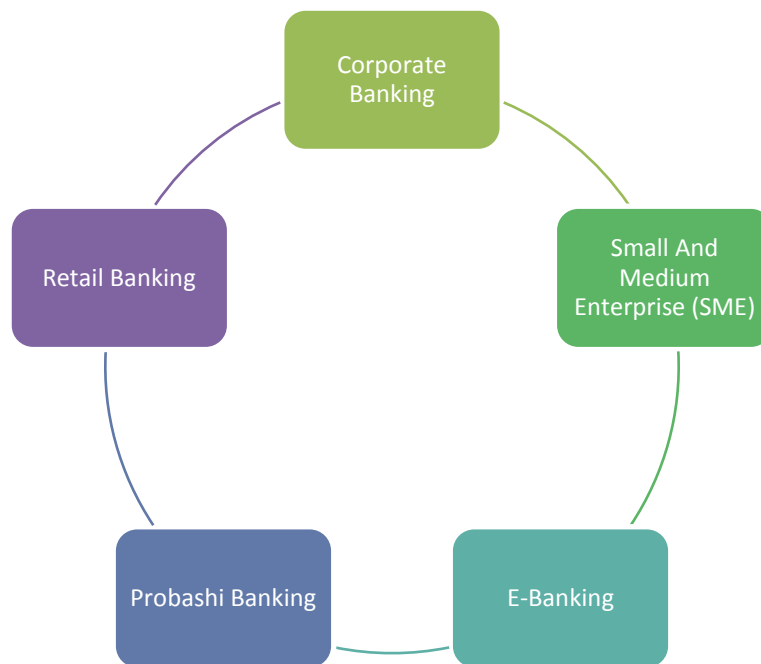 Corporate
Banking
Small And
Medium
Enterprise (SME)
E-Banking
Probashi Banking
Retail Banking